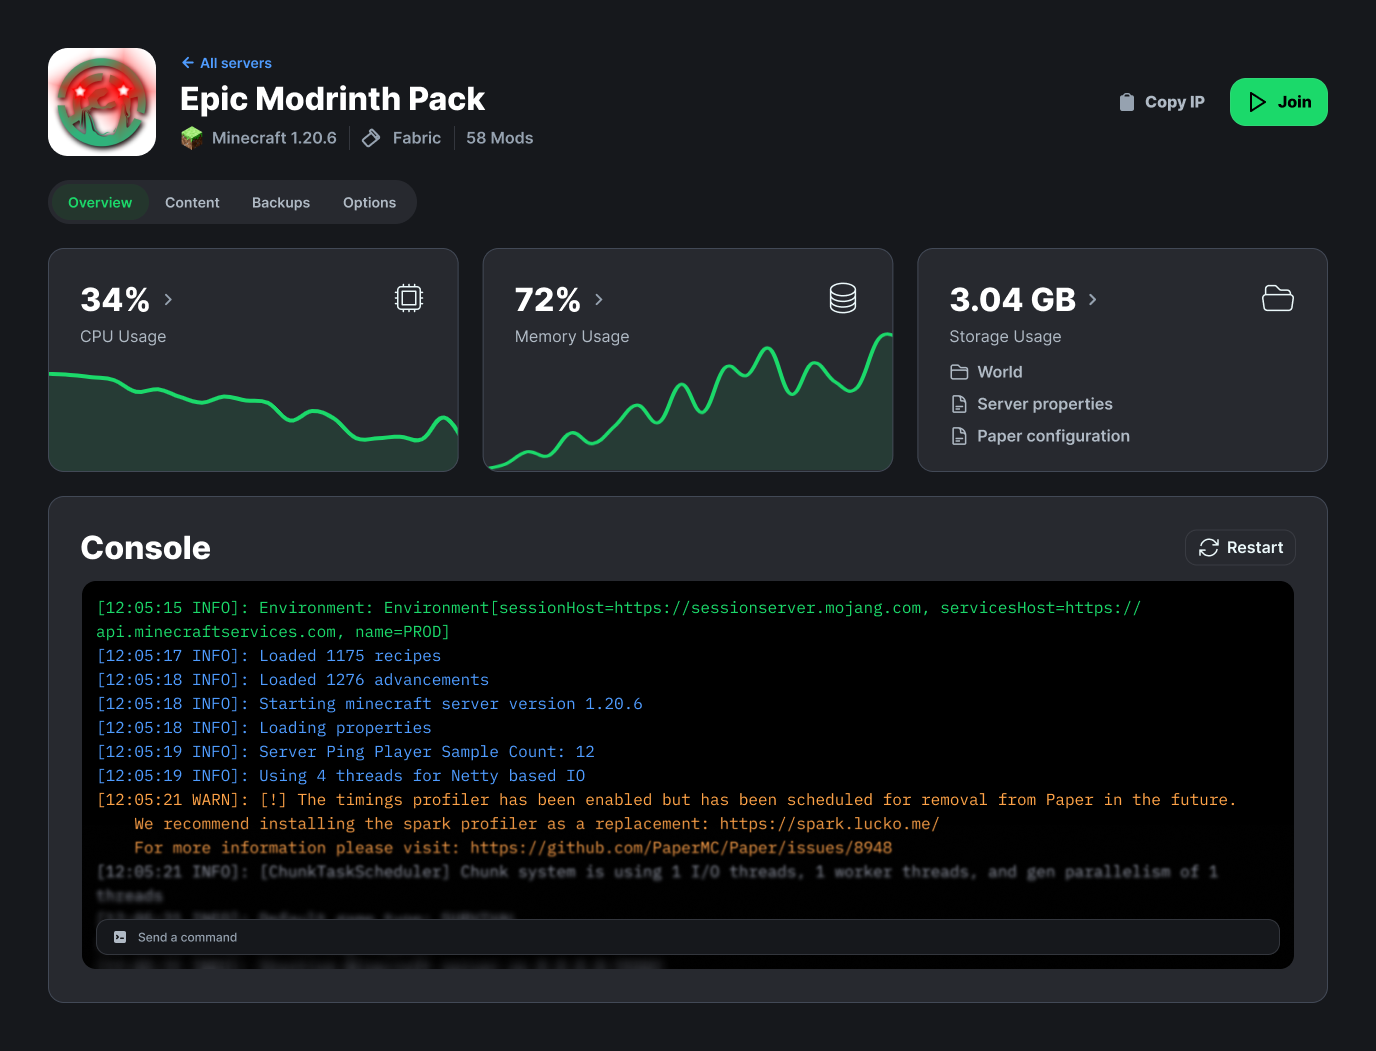 All servers
Epic Modrinth Pack
Minecraft 1.20.6 Fabric 58 Mods
Copy IP
Join
Overview Content Backups Options
34%
CPU Usage
72%
Memory Usage
3.04 GB
Storage Usage
World
Server properties
Paper configuration
Console
Restart
[12:05:15 INFO]: Environment: Environment[sessionHost=https://sessionserver.mojang.com, servicesHost=https://
api.minecraftservices.com, name=PROD]
[12:05:17 INFO]: Loaded 1175 recipes
[12:05:18 INFO]: Loaded 1276 advancements
[12:05:18 INFO]: Starting minecraft server version 1.20.6
[12:05:18 INFO]: Loading properties
[12:05:19 INFO]: Server Ping Player Sample Count: 12
[12:05:19 INFO]: Using 4 threads for Netty based IO
[12:05:21 WARN]: [!] The timings profiler has been enabled but has been scheduled for removal from Paper in the future.
We recommend installing the spark profiler as a replacement: https://spark.lucko.me/
For more information please visit: https://github.com/PaperMC/Paper/issues/8948
[12:05:21 INFO]: [ChunkTaskScheduler] Chunk system is using 1 I/O threads, 1 worker threads, and gen parallelism of 1
threads
Send a command